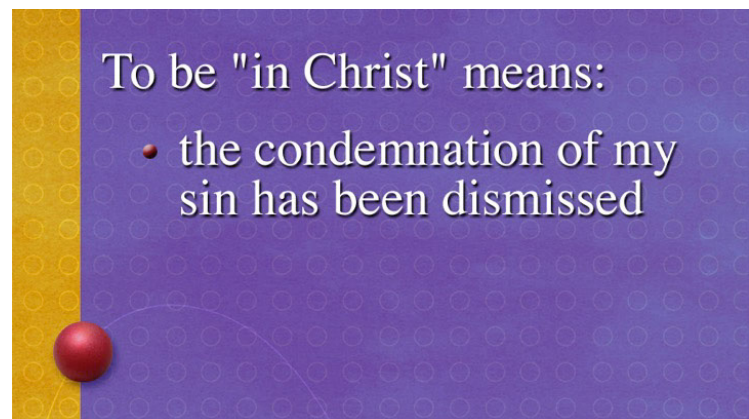 To be "in Christ" means:
• the condemnation of my
sin has been dismissed